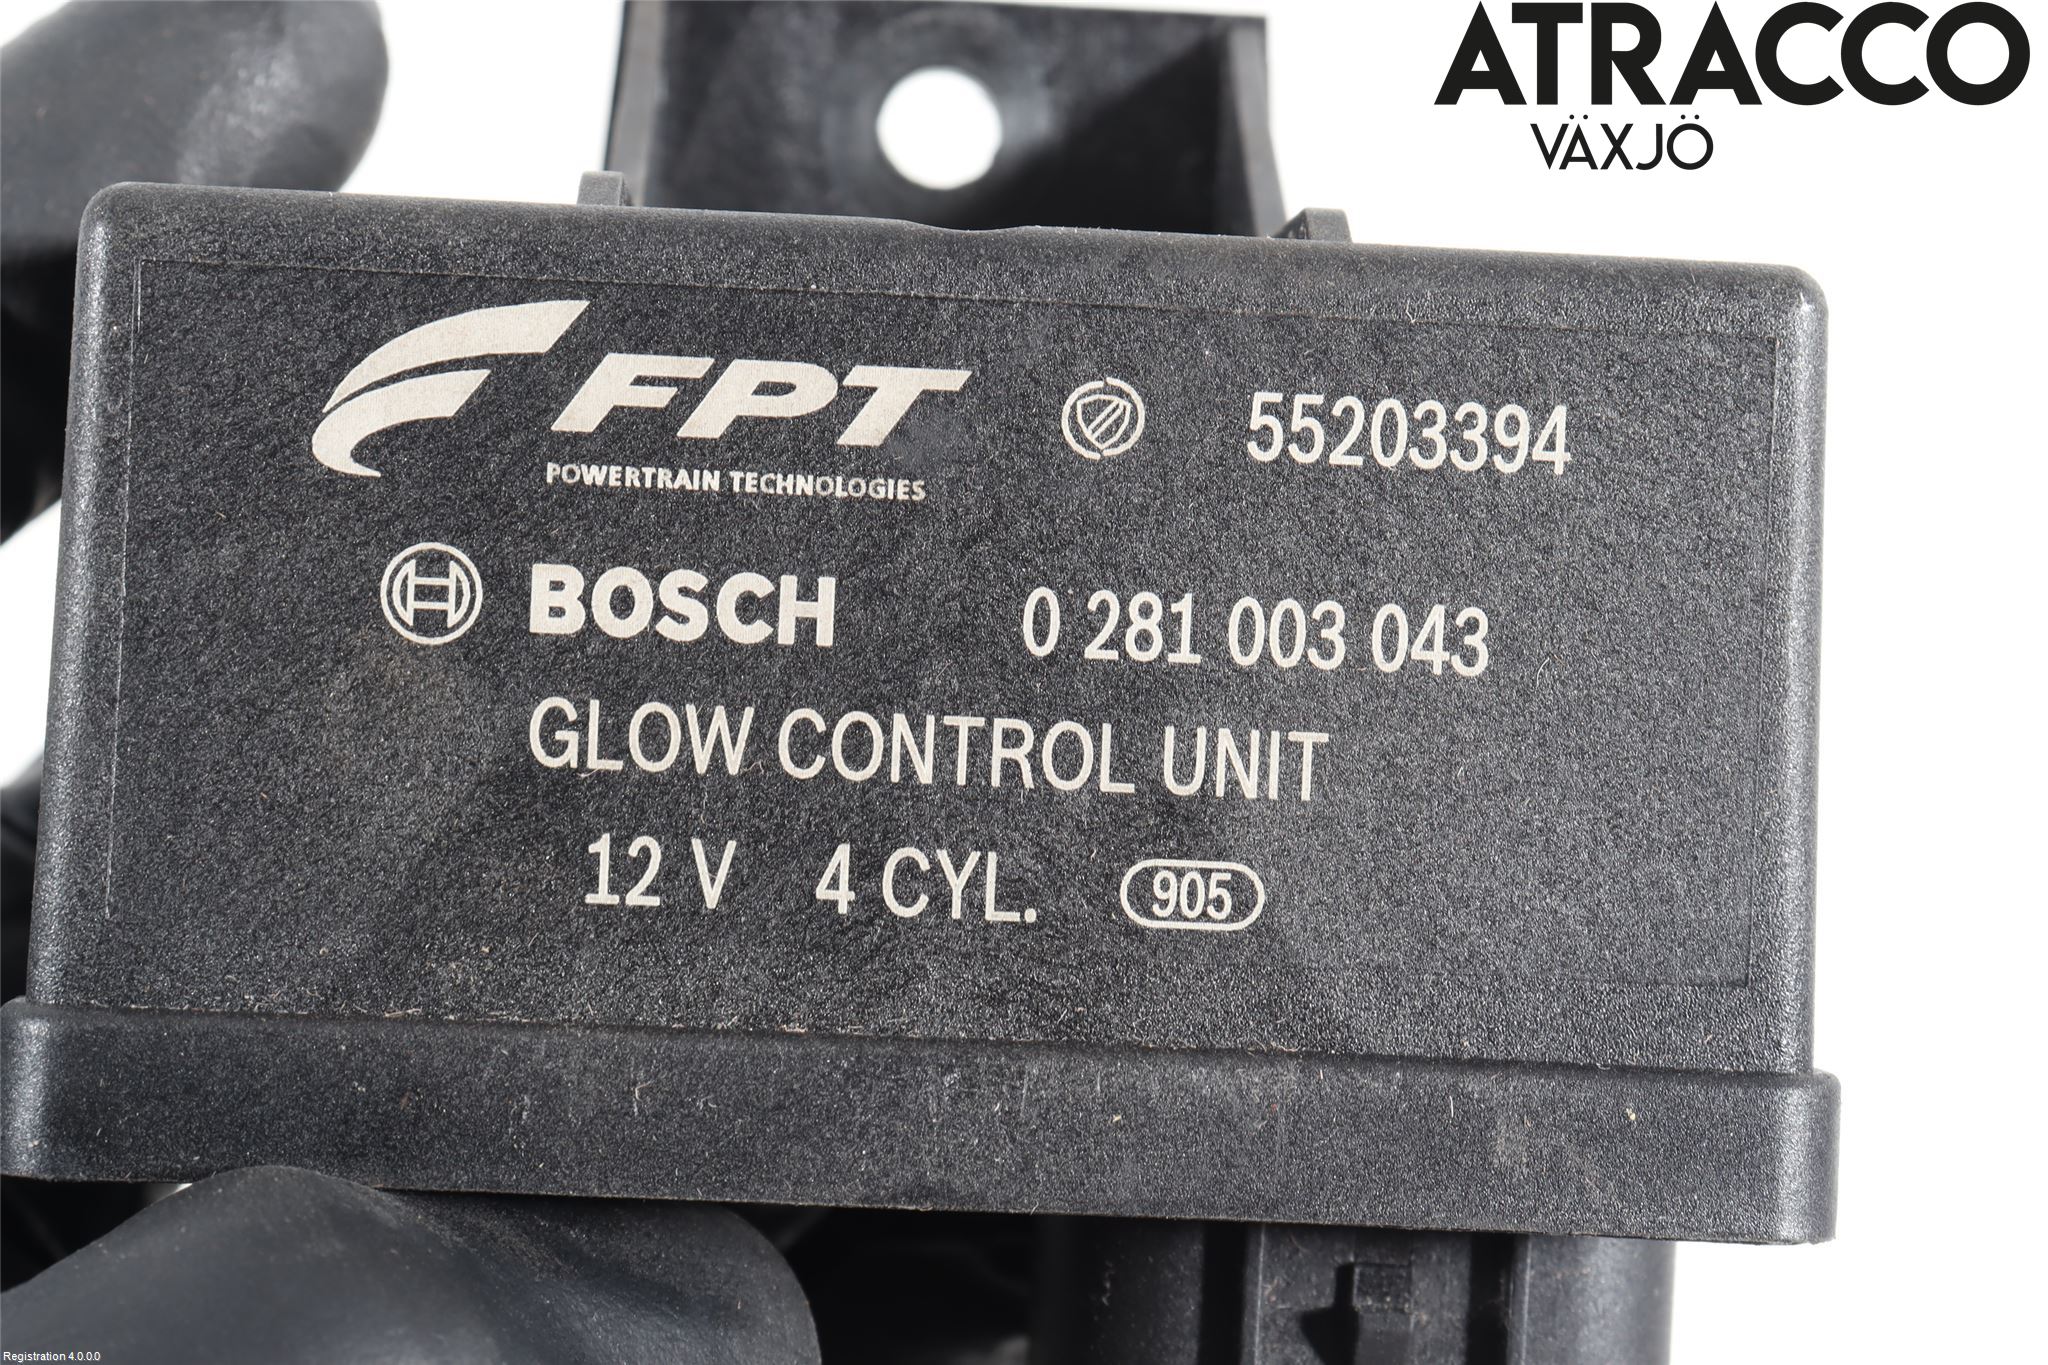 ATRACCO
VÄXJÖ
FPT
POWERTRAIN TECHNOLOGIES
55203394
BOSCH
0 281 003 043
GLOW CONTROL UNIT
12 V 4 CYL. 905
Registration 4.0.0.0